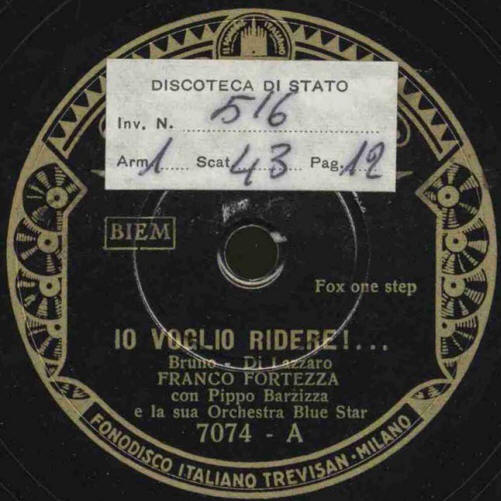 DISCOTECA DI STATO
Inv. N. 516
Arm. 1 Scat. 43 Pag. 12
BIEM
Fox one step
IO VOGLIO RIDERE!...
Bruno - Di Lazzaro
FRANCO FORTEZZA
con Pippo Barzizza
e la sua Orchestra Blue Star
7074 - A
FONODISCO ITALIANO TREVISAN - MILANO